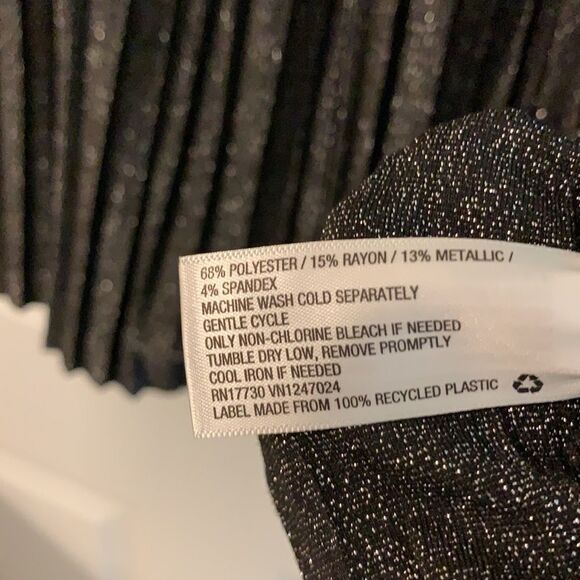 68% POLYESTER / 15% RAYON / 13% METALLIC /
4% SPANDEX
MACHINE WASH COLD SEPARATELY
GENTLE CYCLE
ONLY NON-CHLORINE BLEACH IF NEEDED
TUMBLE DRY LOW, REMOVE PROMPTLY
COOL IRON IF NEEDED
RN17730 VN1247024
LABEL MADE FROM 100% RECYCLED PLASTIC